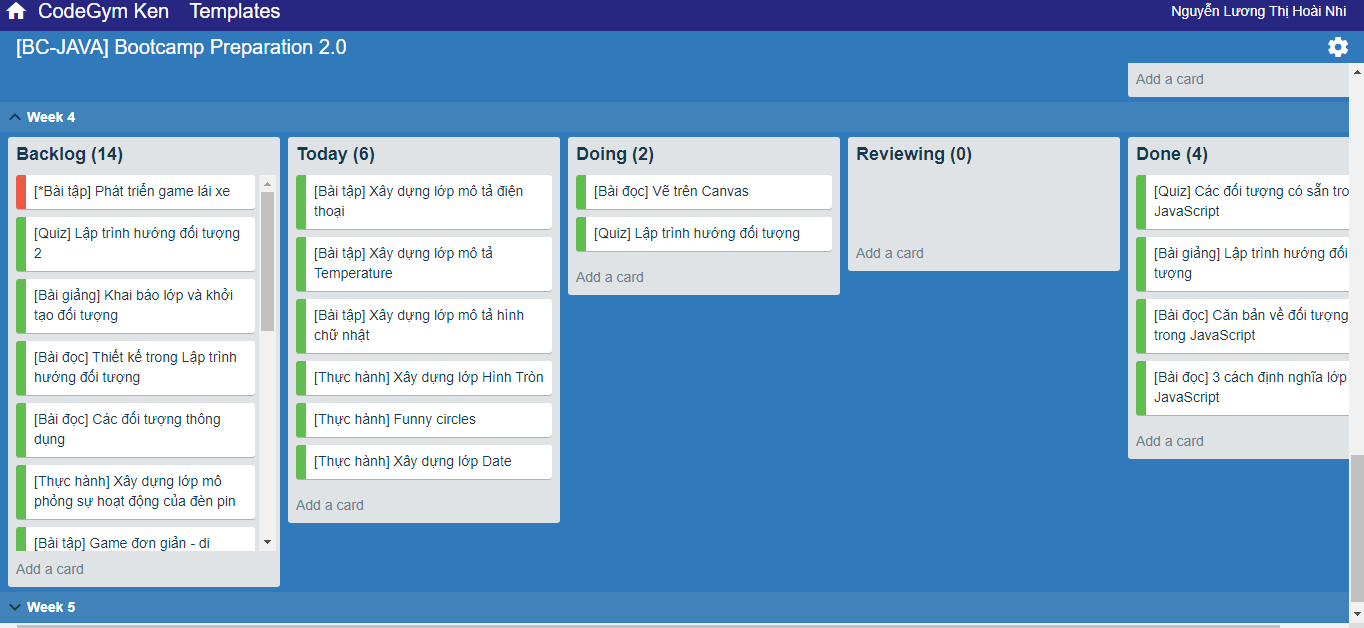 CodeGym Ken Templates Nguyễn Lương Thị Hoài Nhi
[BC-JAVA] Bootcamp Preparation 2.0
Add a card
Week 4
Backlog (14)
[*Bài tập] Phát triển game lái xe
[Quiz] Lập trình hướng đối tượng
2
[Bài giảng] Khai báo lớp và khởi
tạo đối tượng
[Bài đọc] Thiết kế trong Lập trình
hướng đối tượng
[Bài đọc] Các đối tượng thông
dụng
[Thực hành] Xây dựng lớp mô
phỏng sự hoạt động của đèn pin
[Bài tập] Game đơn giản - di
Add a card
Today (6)
[Bài tập] Xây dựng lớp mô tả điện
thoại
[Bài tập] Xây dựng lớp mô tả
Temperature
[Bài tập] Xây dựng lớp mô tả hình
chữ nhật
[Thực hành] Xây dựng lớp Hình Tròn
[Thực hành] Funny circles
[Thực hành] Xây dựng lớp Date
Add a card
Doing (2)
[Bài đọc] Vẽ trên Canvas
[Quiz] Lập trình hướng đối tượng
Add a card
Reviewing (0)
Add a card
Done (4)
[Quiz] Các đối tượng có sẵn tro
JavaScript
[Bài giảng] Lập trình hướng đối
tượng
[Bài đọc] Căn bản về đối tượng
trong JavaScript
[Bài đọc] 3 cách định nghĩa lớp
JavaScript
Add a card
Week 5